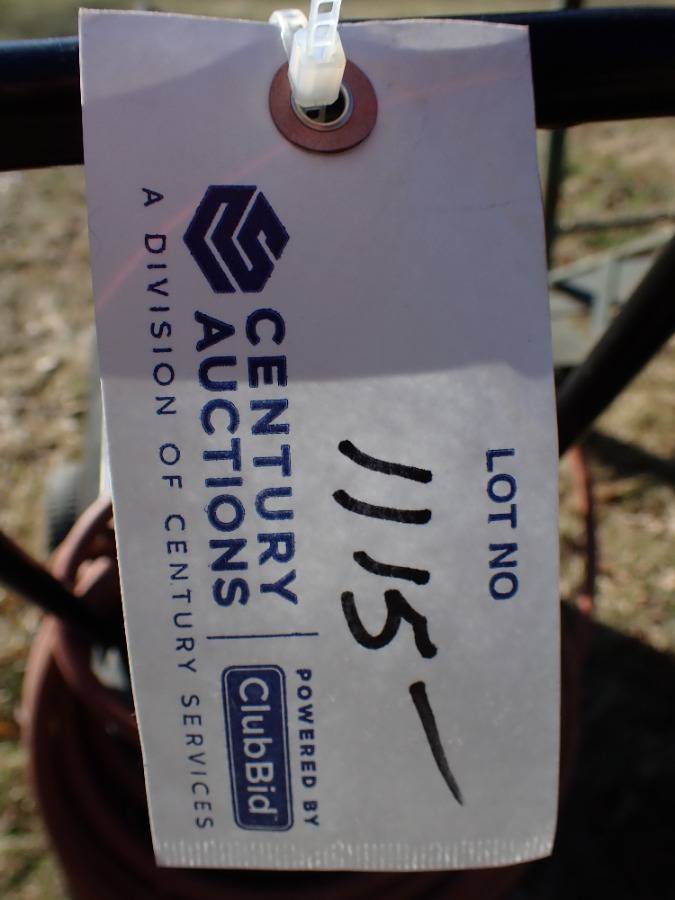 LOT NO
1115-
CENTURY
AUCTIONS
POWERED BY
ClubBid
A DIVISION OF CENTURY SERVICES